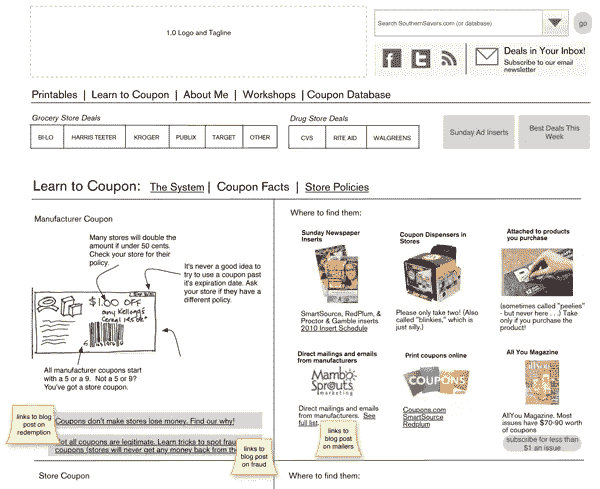 1.0 Logo and Tagline
Search SouthernSavers.com (or database)
go
Deals in Your Inbox!
Subscribe to our email
newsletter
Printables | Learn to Coupon | About Me | Workshops | Coupon Database
Grocery Store Deals
BI-LO HARRIS TEETER KROGER PUBLIX TARGET OTHER
Drug Store Deals
CVS RITE AID WALGREENS
Sunday Ad Inserts
Best Deals This
Week
Learn to Coupon: The System | Coupon Facts | Store Policies
Manufacturer Coupon
Many stores will double the
amount if under 50 cents.
Check your store for their
policy.
It's never a good idea to
try to use a coupon past
it's expiration date. Ask
your store if they have a
different policy.
$1.00 OFF
any Kellogg's
Cereal
All manufacturer coupons start
with a 5 or a 9. Not a 5 or 9?
You've got a store coupon.
links to blog
post on
redemption
Coupons don't make stores lose money. Find our why!
Not all coupons are legitimate. Learn tricks to spot
coupons (stores will never get any money back from
links to
blog post
on fraud
Where to find them:
Sunday Newspaper
Inserts
SmartSource, RedPlum, &
Proctor & Gamble inserts
2010 Insert Schedule
Coupon Dispensers in
Stores
Please only take two! (Also
called "blinkies," which is
just silly.)
Attached to products
you purchase
(sometimes called "peelies"
- but never here . . .) Take
only if you purchase the
product!
Direct mailings and emails
from manufacturers
Mambo
Sprouts
marketing
Direct mailings and emails
from manufacturers. See
full list.
links to
blog post
on mailers
Print coupons online
COUPONS
Coupons.com
SmartSource
Redplum
All You Magazine
AllYou Magazine. Most
issues have $70-90 worth
of coupons
subscribe for less than
$1 an issue
Store Coupon
Where to find them: